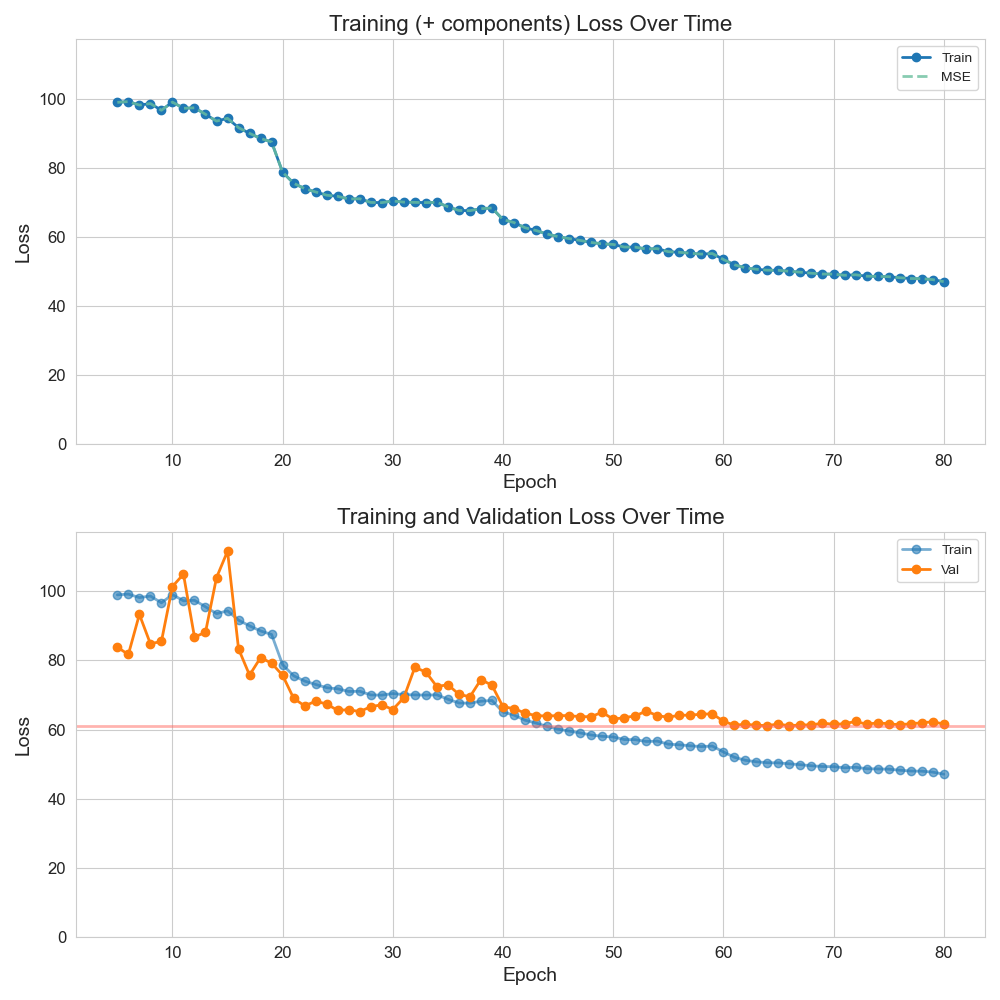 Training (+ components) Loss Over Time
Train
MSE
Loss
100
80
60
40
20
0
10 20 30 40 50 60 70 80
Epoch
Training and Validation Loss Over Time
Train
Val
Loss
100
80
60
40
20
0
10 20 30 40 50 60 70 80
Epoch